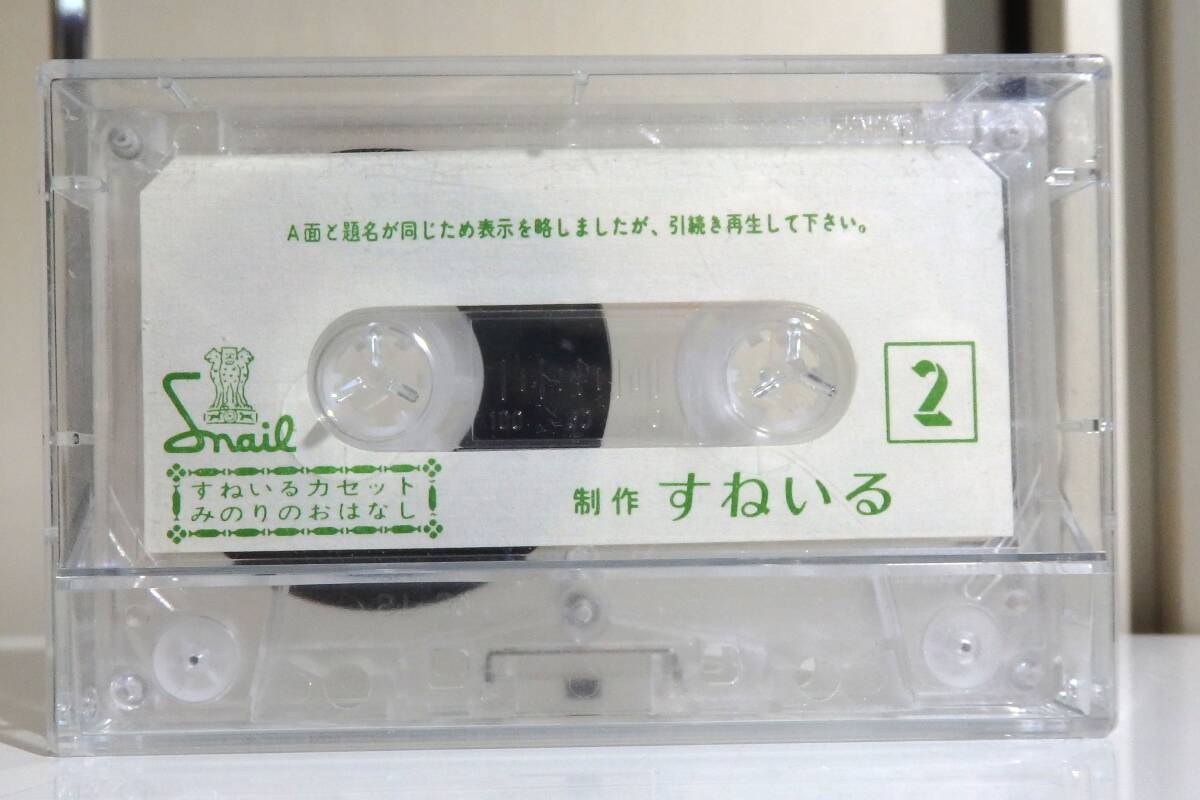 A面と題名が同じため表示を略しましたが、引続き再生して下さい。
2
Snail
すねいるカセット
みのりのおはなし
制作 すねいる